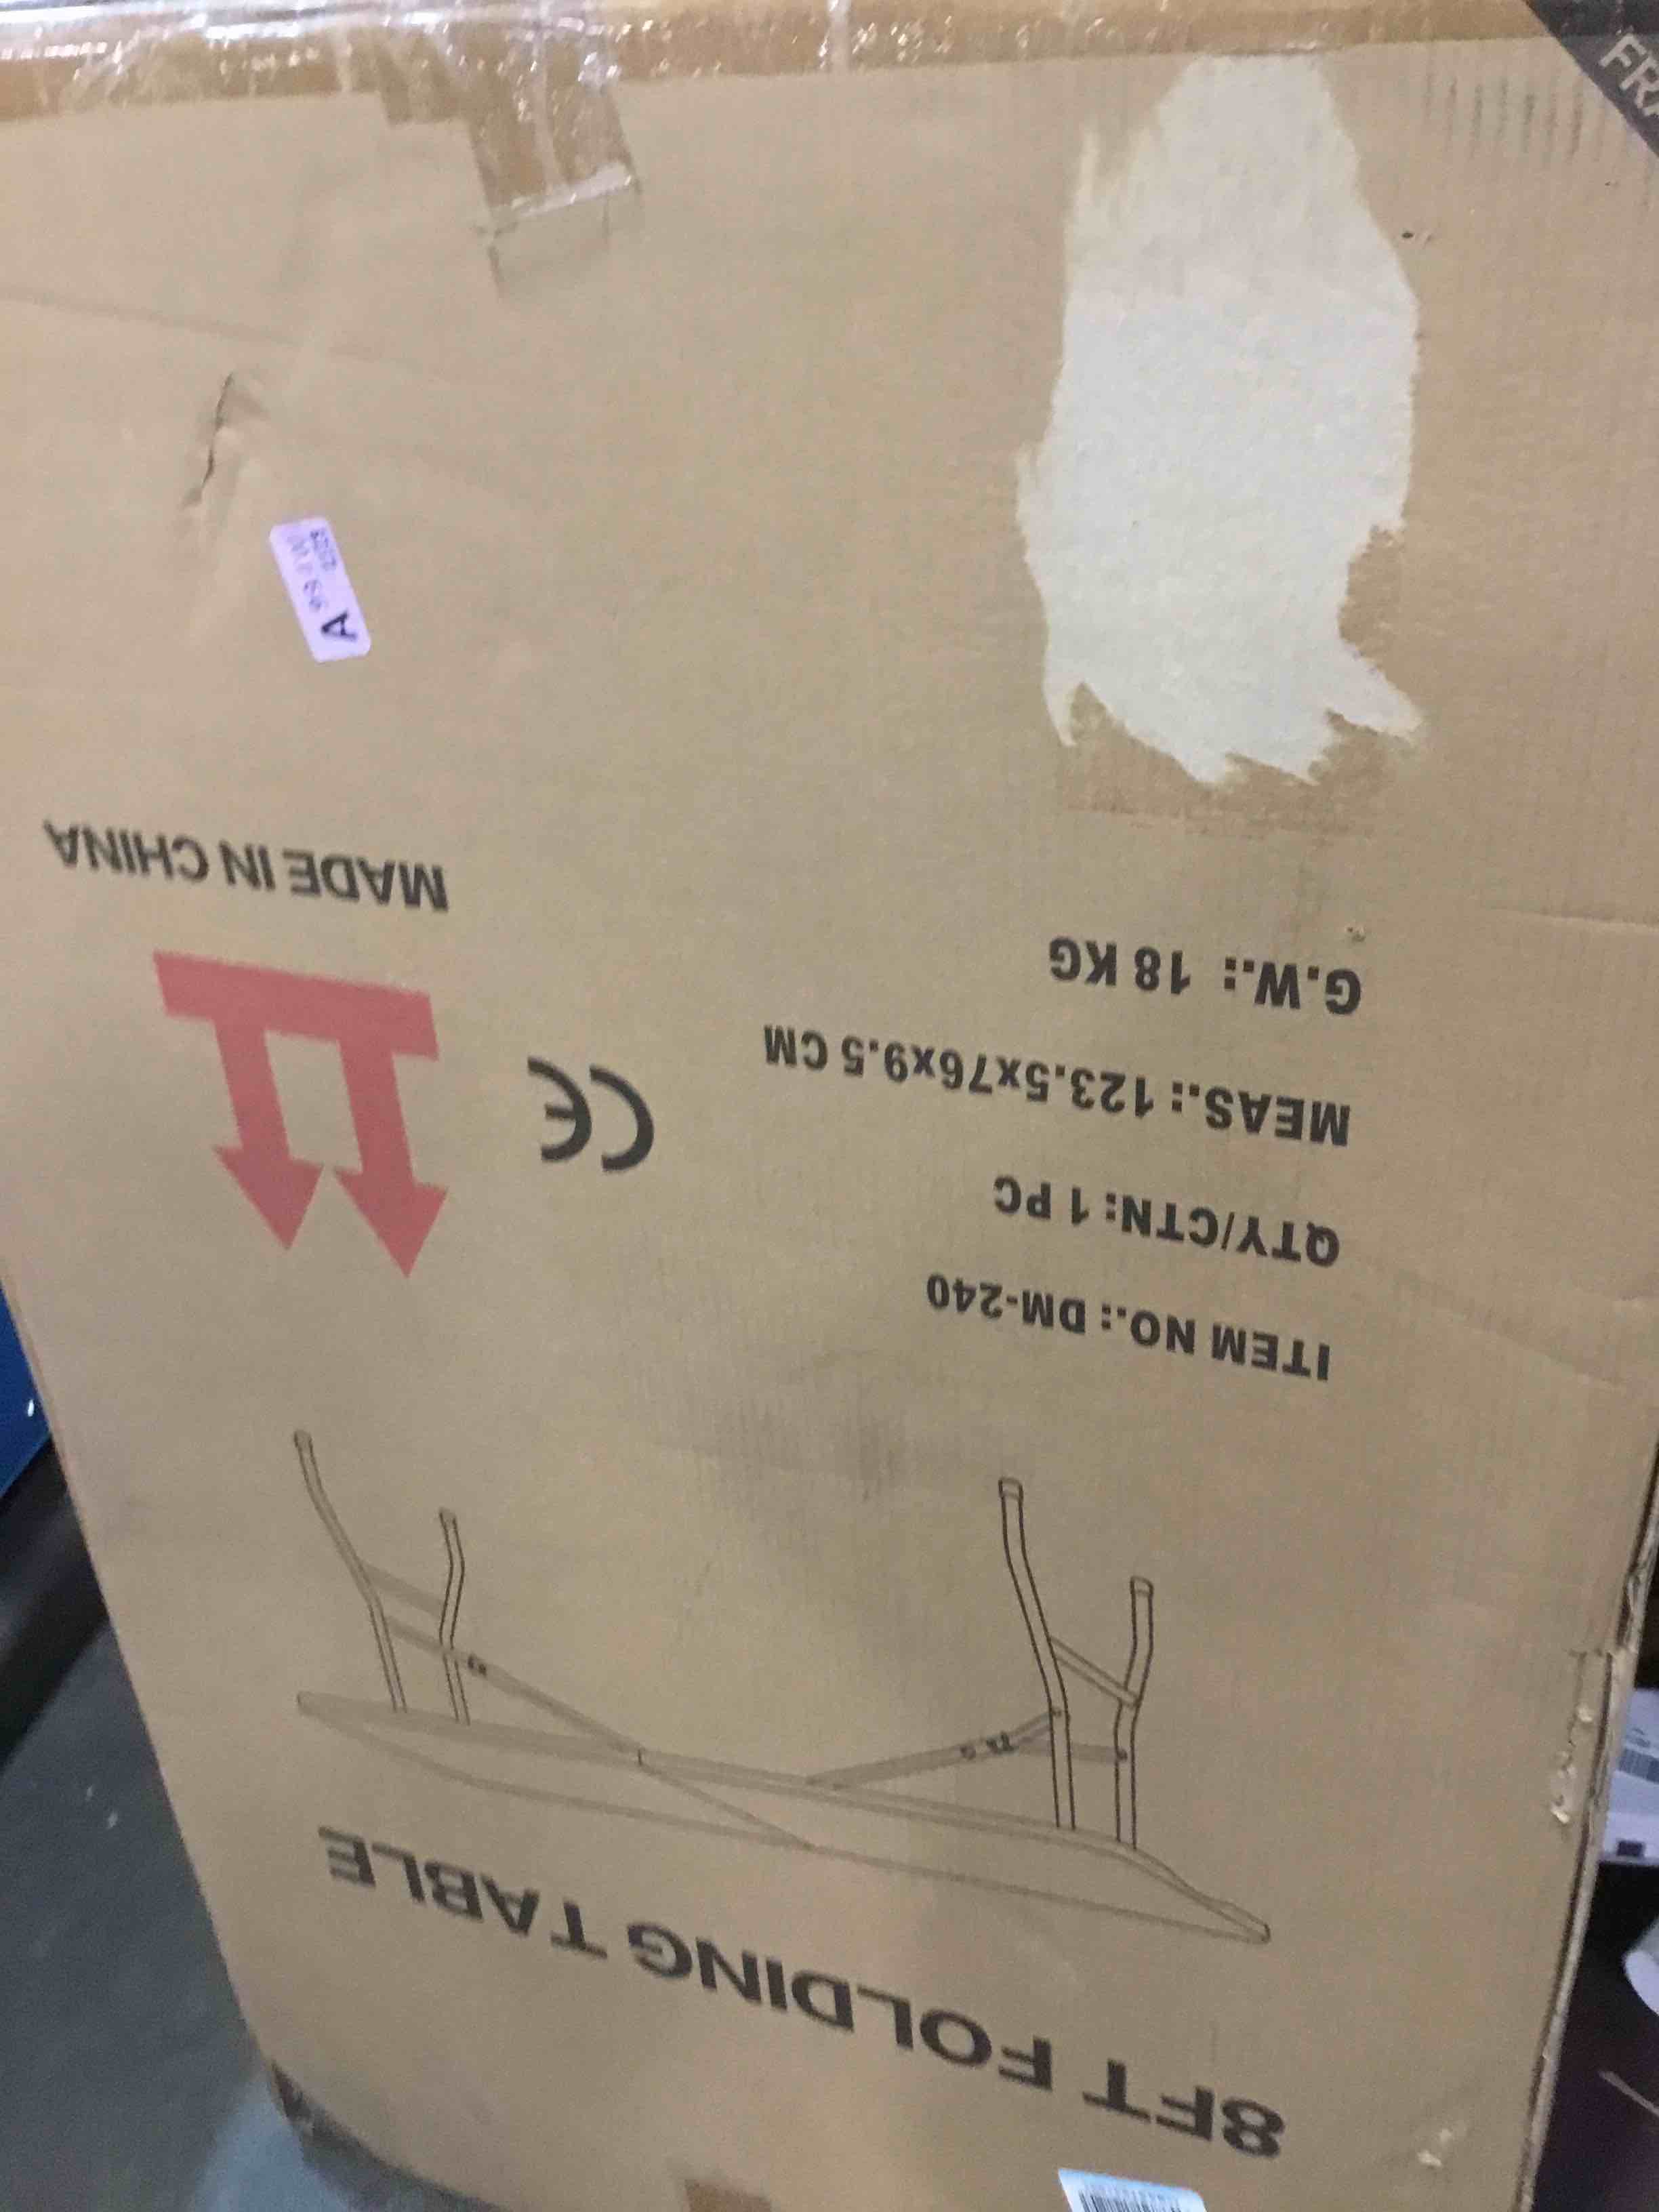 8FT FOLDING TABLE
ITEM NO.: DM-240
QTY/CTN: 1 PC
MEAS.: 123.5x76x9.5 CM
G.W.: 18 KG
CE
MADE IN CHINA
A